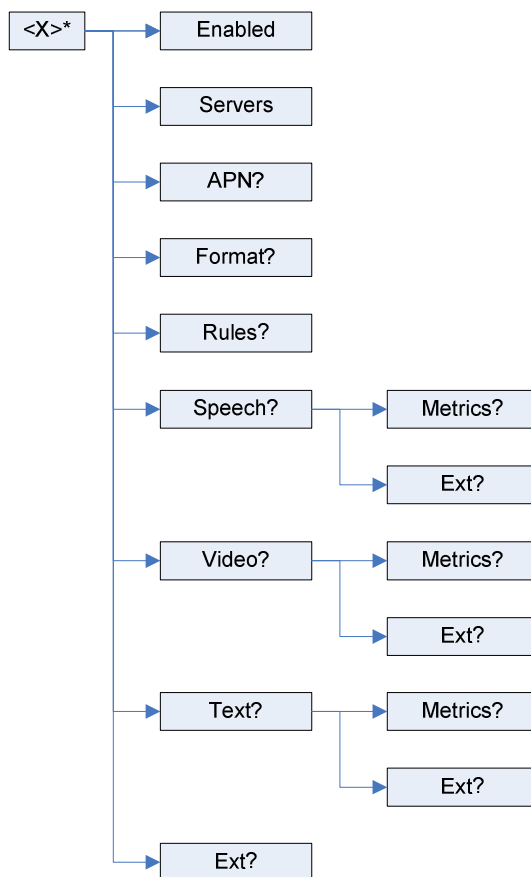 <X>*
Enabled
Servers
APN?
Format?
Rules?
Speech?
Metrics?
Ext?
Video?
Metrics?
Ext?
Text?
Metrics?
Ext?
Ext?